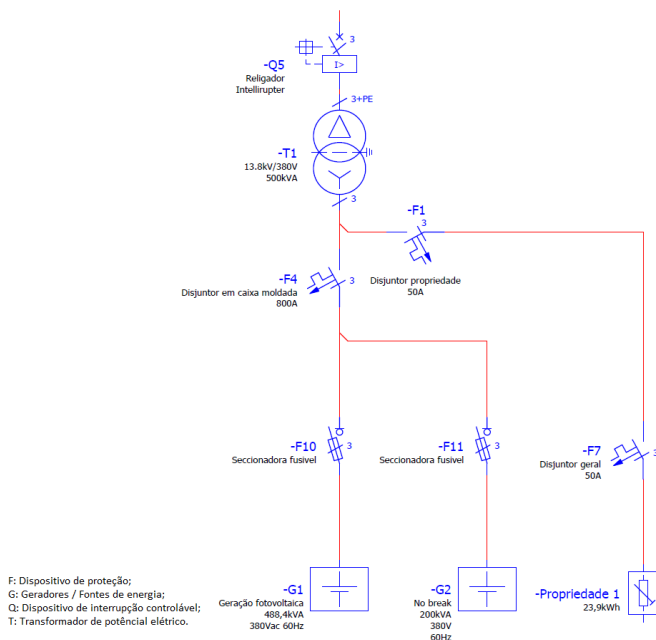 3
-Q5
I>
Religador
Intellirupter
3+PE
-T1
13.8kV/380V
500kVA
3
-F1
3
Disjuntor propriedade
50A
-F4
3
Disjuntor em caixa moldada
800A
-F10
3
Seccionadora fusivel
-F11
3
Seccionadora fusivel
-F7
3
Disjuntor geral
50A
-G1
Geração fotovoltaica
488,4kVA
380Vac 60Hz
-G2
No break
200kVA
380V
60Hz
-Propriedade 1
23,9kWh
F: Dispositivo de proteção;
G: Geradores / Fontes de energia;
Q: Dispositivo de interrupção controlável;
T: Transformador de potêncial elétrico.